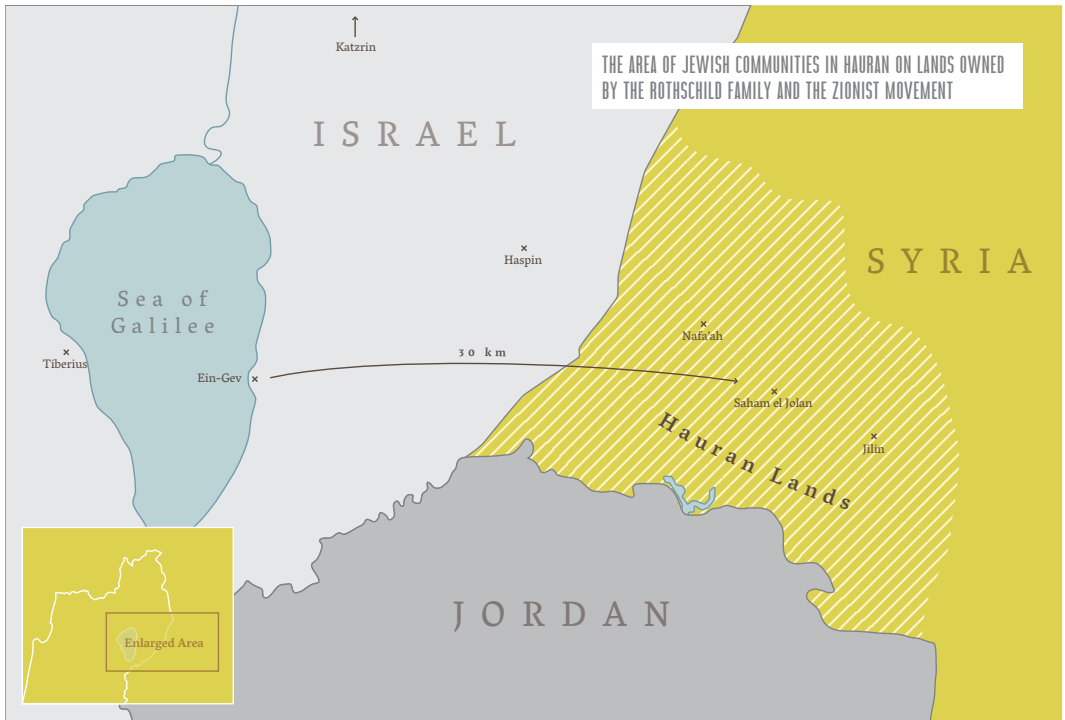 Katzrin
THE AREA OF JEWISH COMMUNITIES IN HAURAN ON LANDS OWNED
BY THE ROTHSCHILD FAMILY AND THE ZIONIST MOVEMENT
ISRAEL
Haspin
SYRIA
Sea of
Galilee
Nafa'ah
30 km
Tiberius
Ein-Gev
Saham el Jolan
Hauran Lands
Jilin
JORDAN
Enlarged Area